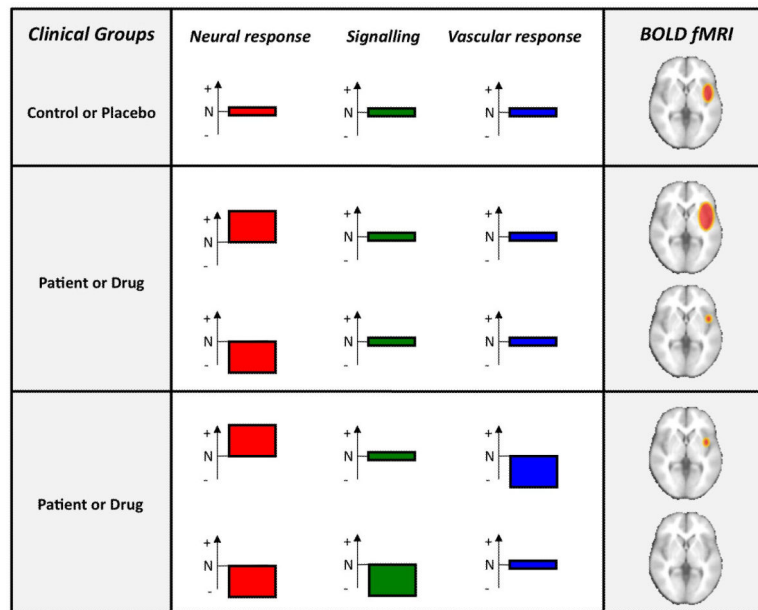 Clinical Groups Neural response Signalling Vascular response BOLD fMRI
+ + +
Control or Placebo N N N
- - -
+ + +
N N N
- - -
Patient or Drug
+ + +
N N N
- - -
+ + +
N N N
- - -
Patient or Drug
+ + +
N N N
- - -